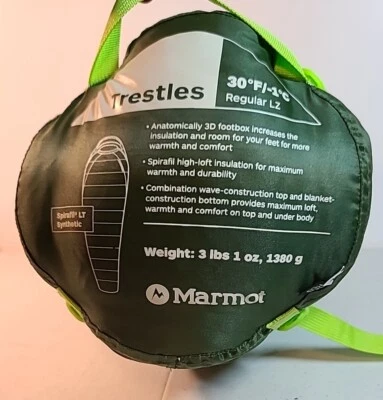 Trestles
30°F/-1°C
Regular LZ
• Anatomically 3D footbox increases the
insulation and room for your feet for more
warmth and comfort
• Spirafil high-loft insulation for maximum
warmth and durability
• Combination wave-construction top and blanket-
construction bottom provides maximum loft,
warmth and comfort on top and under body
Spirafil® LT
Synthetic
Weight: 3 lbs 1 oz, 1380 g
Marmot